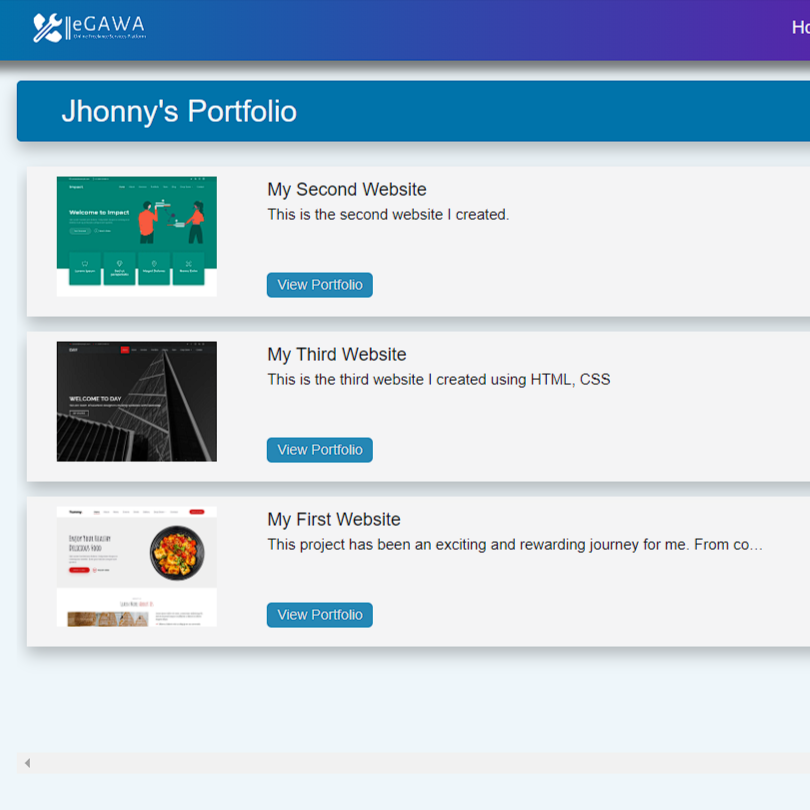 eGAWA
Online Freelance Services Platform
Ho
Jhonny's Portfolio
Impact
Welcome to Impact
My Second Website
This is the second website I created.
View Portfolio
WELCOME TO DAY
My Third Website
This is the third website I created using HTML, CSS
View Portfolio
Enjoy Your Healthy
Delicious Food
My First Website
This project has been an exciting and rewarding journey for me. From co...
View Portfolio